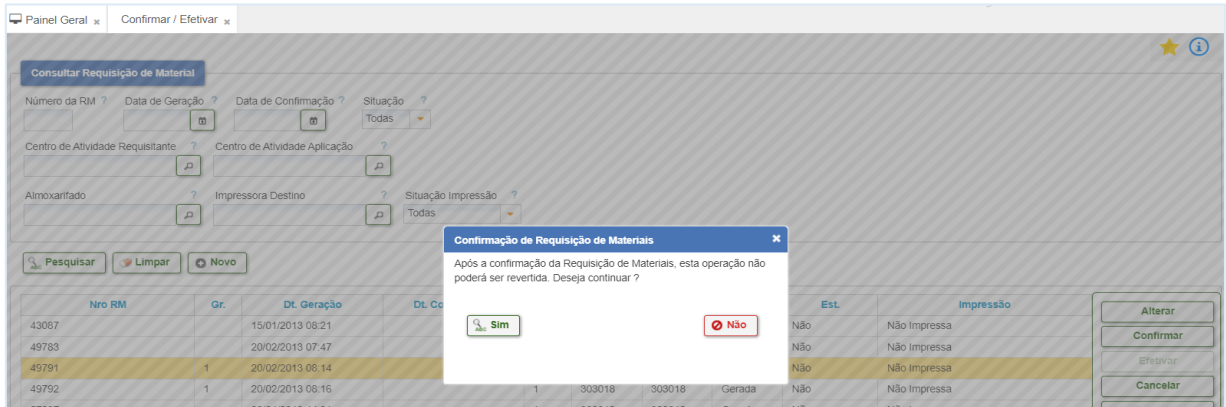 Painel Geral x Confirmar / Efetivar x
Consultar Requisição de Material
Número da RM ? Data de Geração ? Data de Confirmação ? Situação ?
Todas
Centro de Atividade Requisitante ? Centro de Atividade Aplicação ?
Almoxarifado ? Impressora Destino ? Situação Impressão ?
Todas
Confirmação de Requisição de Materiais
Após a confirmação da Requisição de Materiais, esta operação não
poderá ser revertida. Deseja continuar ?
Sim Não
Pesquisar Limpar Novo
Nro RM Gr. Dt. Geração Dt. Co Est. Impressão
Alterar
43087 15/01/2013 08:21 Não Não Impressa
Confirmar
49783 20/02/2013 07:47 Não Não Impressa
Efetivar
49791 1 20/02/2013 08:14 Não Não Impressa
Cancelar
49792 1 20/02/2013 08:16 1 303018 303018 Gerada Não Não Impressa